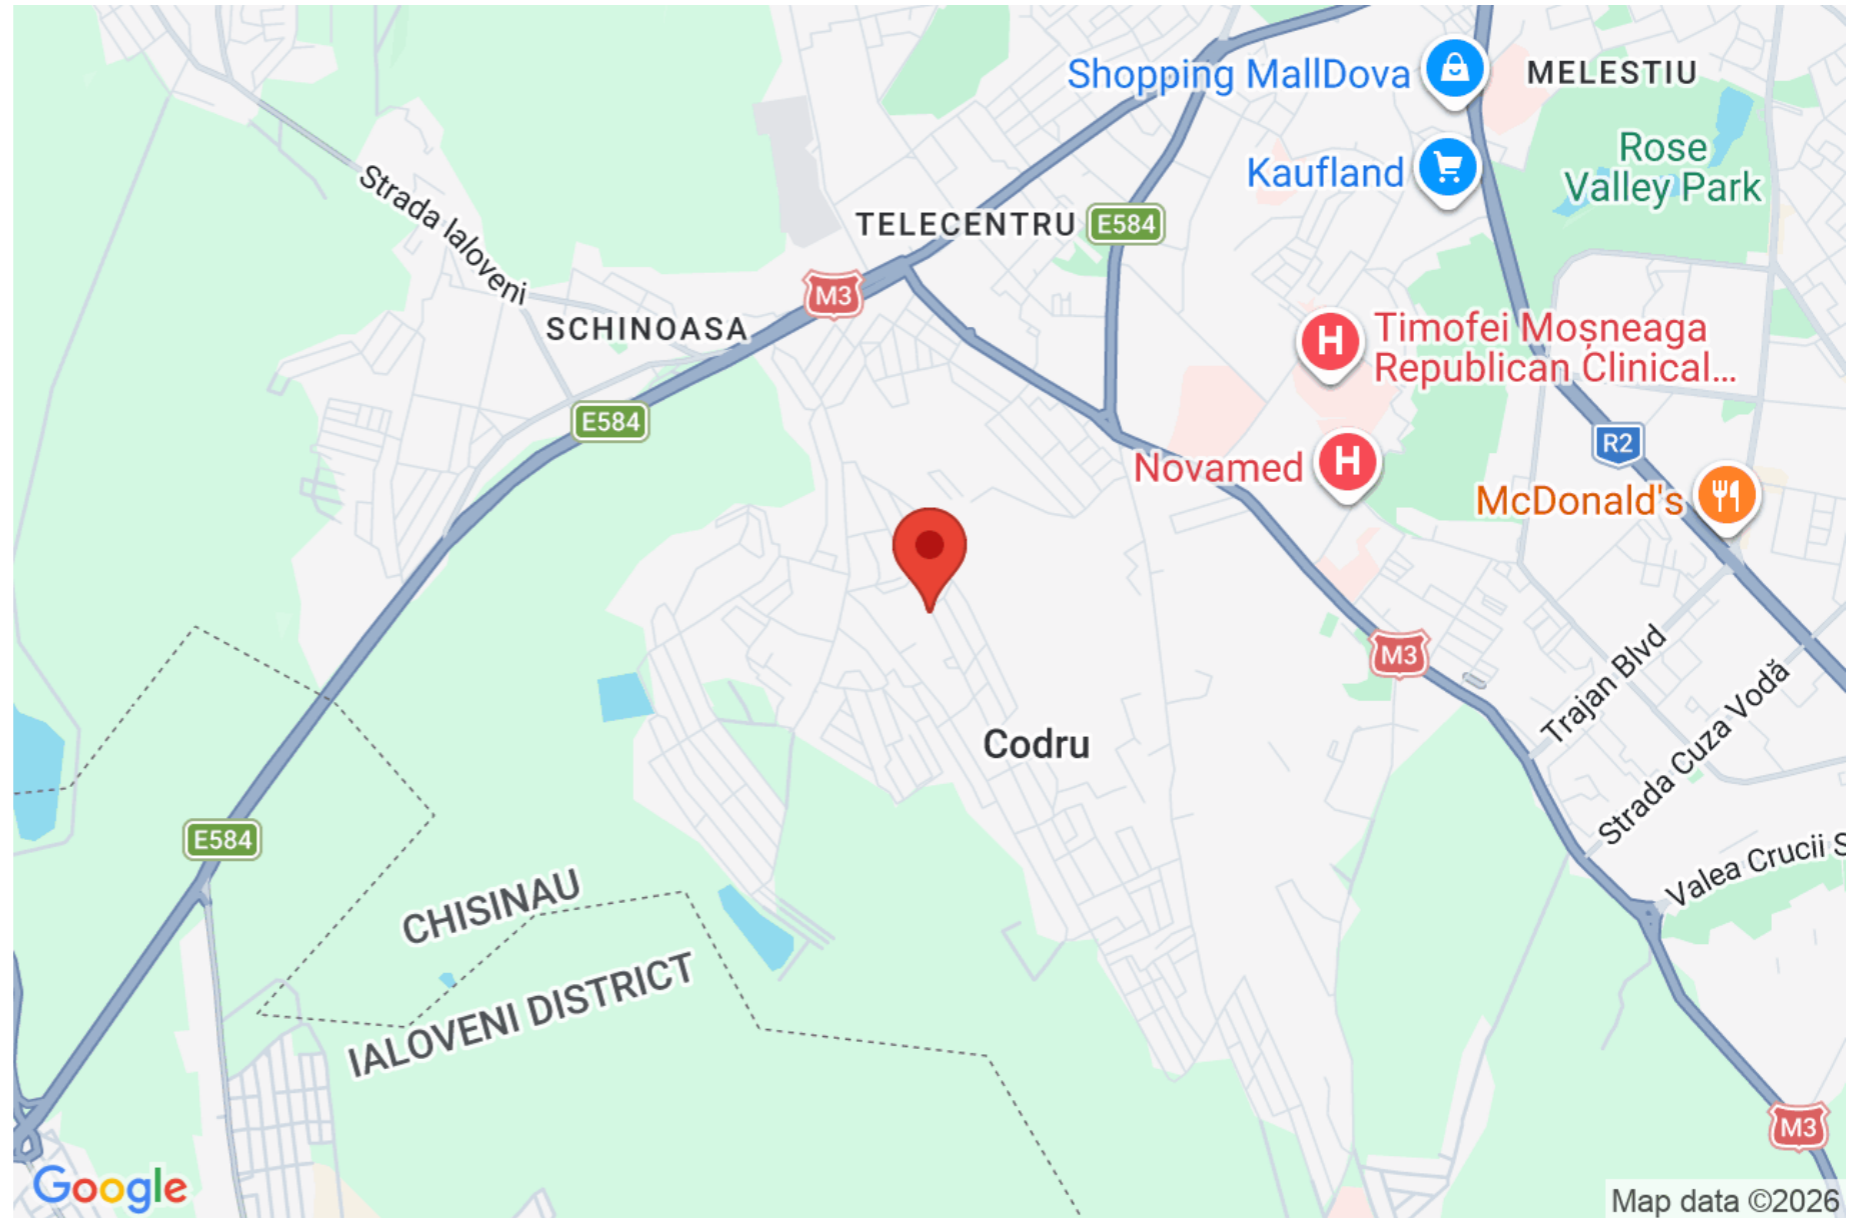 Shopping MallDova
MELESTIU
Rose
Valley Park
Kaufland
Strada Ialoveni
TELECENTRU
E584
M3
SCHINOASA
Timofei Moșneaga
Republican Clinical...
E584
R2
Novamed
McDonald's
M3
Trajan Blvd
Strada Cuza Vodă
Codru
E584
Valea Crucii S
CHISINAU
IALOVENI DISTRICT
M3
Google
Map data ©2026